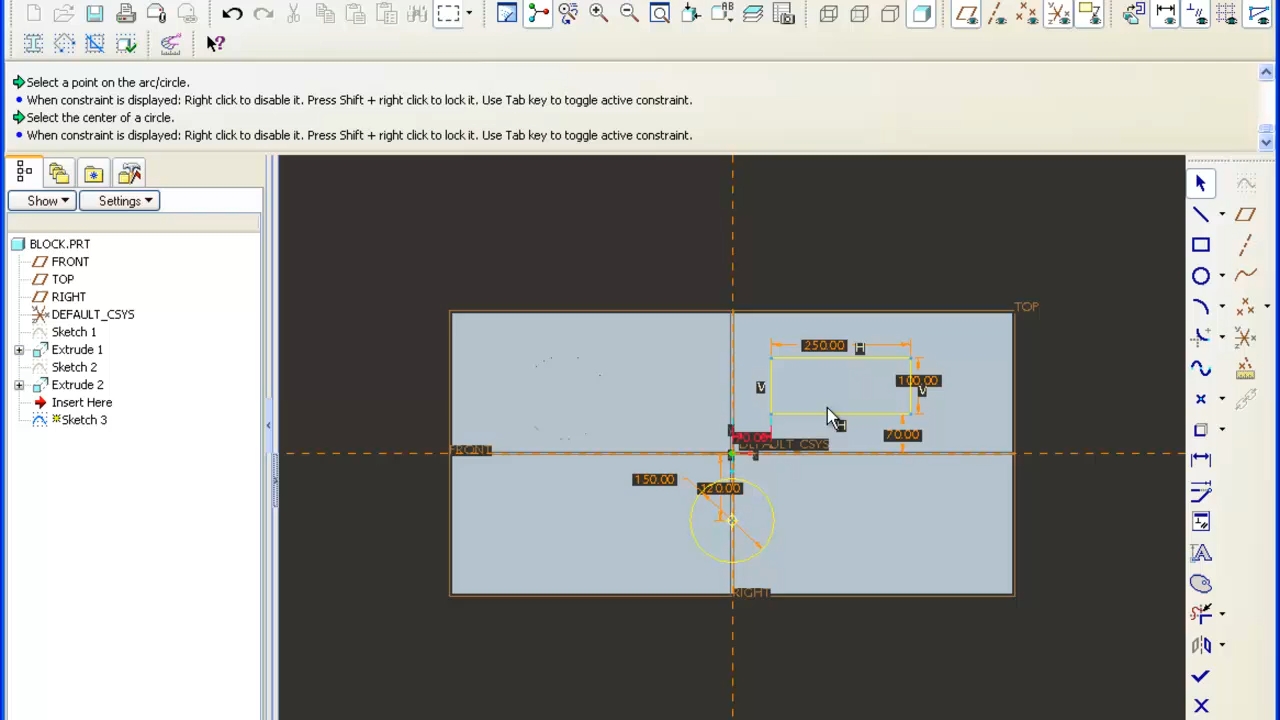 Select a point on the arc/circle.
• When constraint is displayed: Right click to disable it. Press Shift + right click to lock it. Use Tab key to toggle active constraint.
Select the center of a circle.
• When constraint is displayed: Right click to disable it. Press Shift + right click to lock it. Use Tab key to toggle active constraint.
Show
Settings
BLOCK.PRT
FRONT
TOP
RIGHT
DEFAULT_CSYS
Sketch 1
Extrude 1
Sketch 2
Extrude 2
Insert Here
Sketch 3
TOP
250.00
H
V
100.00
V
H
70.00
DEFAULT_CSYS
FRONT
150.00
120.00
RIGHT